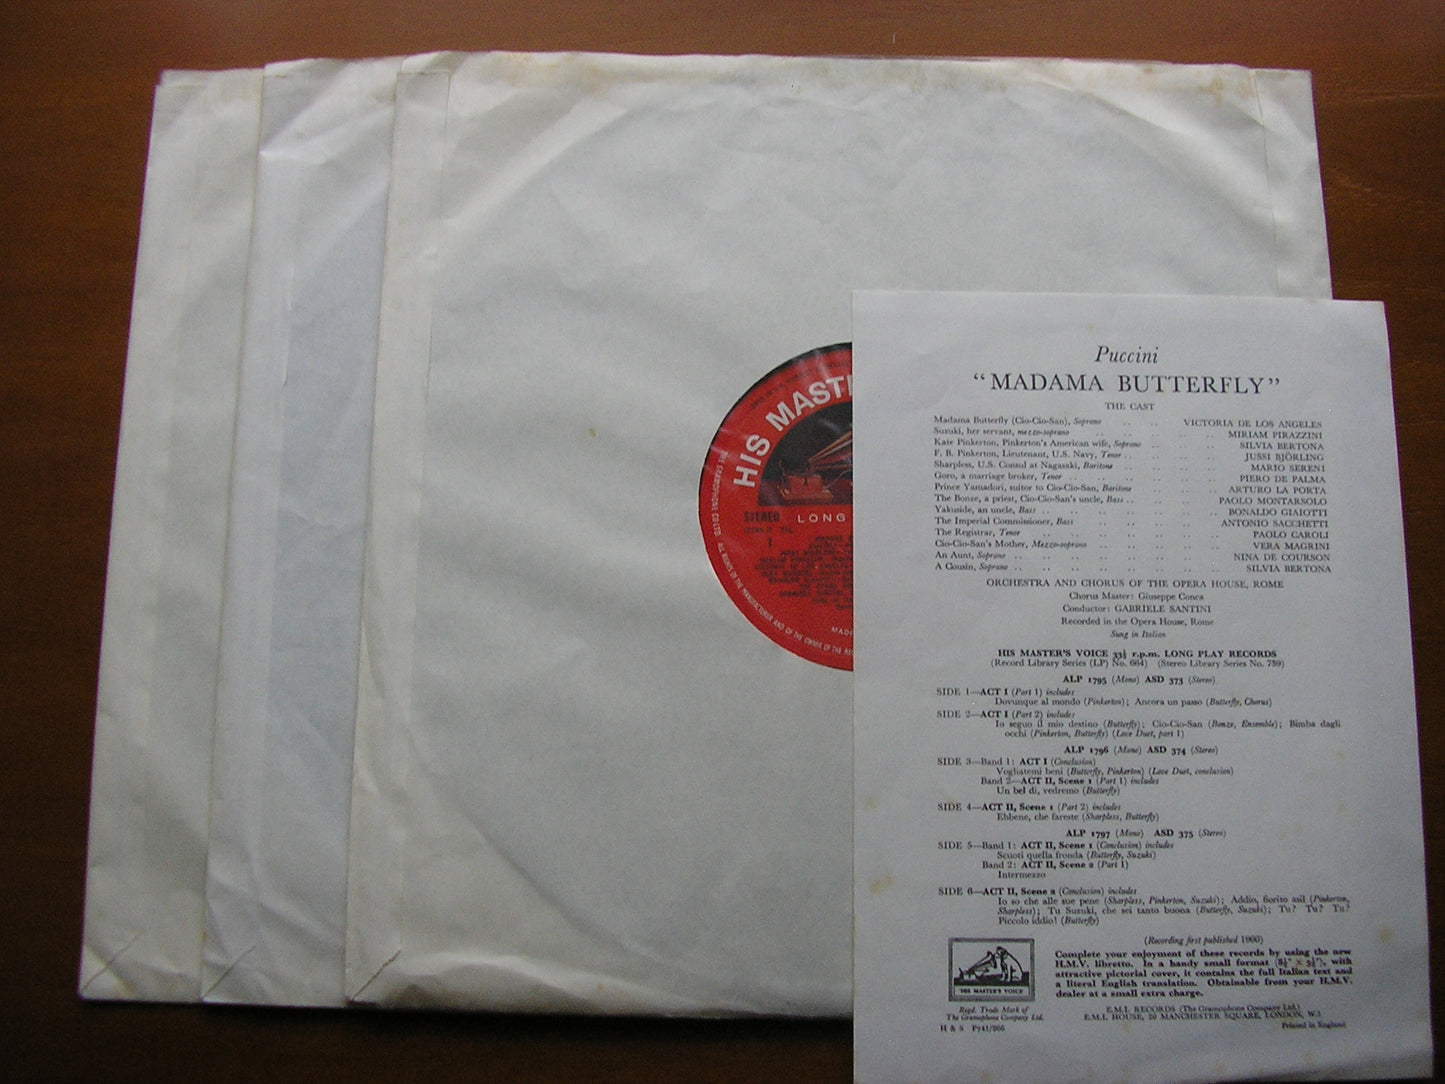 HIS MAST
STEREO
LONG
1
MADE
THE GRAMOPHONE CO. LTD.
Puccini
“MADAMA BUTTERFLY”
THE CAST
Madama Butterfly (Cio-Cio-San), Soprano .. .. VICTORIA DE LOS ANGELES
Suzuki, her servant, mezzo-soprano .. .. .. .. MIRIAM PIRAZZINI
Kate Pinkerton, Pinkerton's American wife, Soprano .. .. .. SILVIA BERTONA
F. B. Pinkerton, Lieutenant, U.S. Navy, Tenor .. .. .. .. JUSSI BJÖRLING
Sharpless, U.S. Consul at Nagasaki, Baritone .. .. .. .. MARIO SERENI
Goro, a marriage broker, Tenor .. .. .. .. .. PIERO DE PALMA
Prince Yamadori, suitor to Cio-Cio-San, Baritone .. .. .. ARTURO LA PORTA
The Bonze, a priest, Cio-Cio-San's uncle, Bass .. .. .. .. PAOLO MONTARSOLO
Yakuside, an uncle, Bass .. .. .. .. .. .. BONALDO GIAIOTTI
The Imperial Commissioner, Bass .. .. .. .. ANTONIO SACCHETTI
The Registrar, Tenor .. .. .. .. .. .. PAOLO CAROLI
Cio-Cio-San's Mother, Mezzo-soprano .. .. .. .. .. VERA MAGRINI
An Aunt, Soprano .. .. .. .. .. .. NINA DE COURSON
A Cousin, Soprano .. .. .. .. .. .. SILVIA BERTONA
ORCHESTRA AND CHORUS OF THE OPERA HOUSE, ROME
Chorus Master: Giuseppe Conca
Conductor: GABRIELE SANTINI
Recorded in the Opera House, Rome
Sung in Italian
HIS MASTER'S VOICE 33⅓ r.p.m. LONG PLAY RECORDS
(Record Library Series (LP) No. 664) (Stereo Library Series No. 759)
ALP 1795 (Mono) ASD 373 (Stereo)
SIDE 1—ACT I (Part 1) includes
Dovunque al mondo (Pinkerton); Ancora un passo (Butterfly, Chorus)
SIDE 2—ACT I (Part 2) includes
Io seguo il mio destino (Butterfly); Cio-Cio-San (Bonze, Ensemble); Bimba dagli
occhi (Pinkerton, Butterfly) (Love Duet, part 1)
ALP 1796 (Mono) ASD 374 (Stereo)
SIDE 3—Band 1: ACT I (Conclusion)
Vogliatemi beni (Butterfly, Pinkerton) (Love Duet, conclusion)
Band 2—ACT II, Scene 1 (Part 1) includes
Un bel di, vedremo (Butterfly)
SIDE 4—ACT II, Scene 1 (Part 2) includes
Ebbene, che fareste (Sharpless, Butterfly)
ALP 1797 (Mono) ASD 375 (Stereo)
SIDE 5—Band 1: ACT II, Scene 1 (Conclusion) includes
Scuoti quella fronda (Butterfly, Suzuki)
Band 2: ACT II, Scene 2 (Part 1)
Intermezzo
SIDE 6—ACT II, Scene 2 (Conclusion) includes
Io so che alle sue pene (Sharpless, Pinkerton, Suzuki); Addio, fiorito asil (Pinkerton,
Sharpless); Tu Suzuki, che sei tanto buona (Butterfly, Suzuki); Tu? Tu? Tu?
Piccolo iddio! (Butterfly)
(Recording first published 1960)
Complete your enjoyment of these records by using the new
H.M.V. libretto. In a handy small format (8½″ × 5½″), with
attractive pictorial cover, it contains the full Italian text and
a literal English translation. Obtainable from your H.M.V.
dealer at a small extra charge.
"HIS MASTER'S VOICE"
Regd. Trade Mark of
The Gramophone Company Ltd.
E.M.I. RECORDS (The Gramophone Company Ltd.)
E.M.I. HOUSE, 20 MANCHESTER SQUARE, LONDON, W.1
H & S P741/966
Printed in England